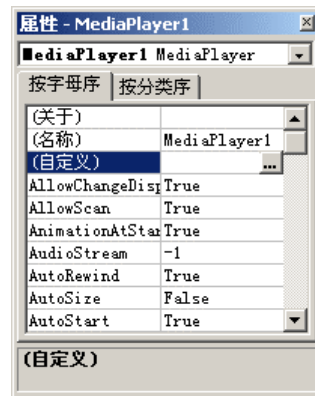 属性 - MediaPlayer1
MediaPlayer1 MediaPlayer
按字母序 按分类序
(关于)
(名称) MediaPlayer1
(自定义) ...
AllowChangeDisp True
AllowScan True
AnimationAtStar True
AudioStream -1
AutoRewind True
AutoSize False
AutoStart True
(自定义)